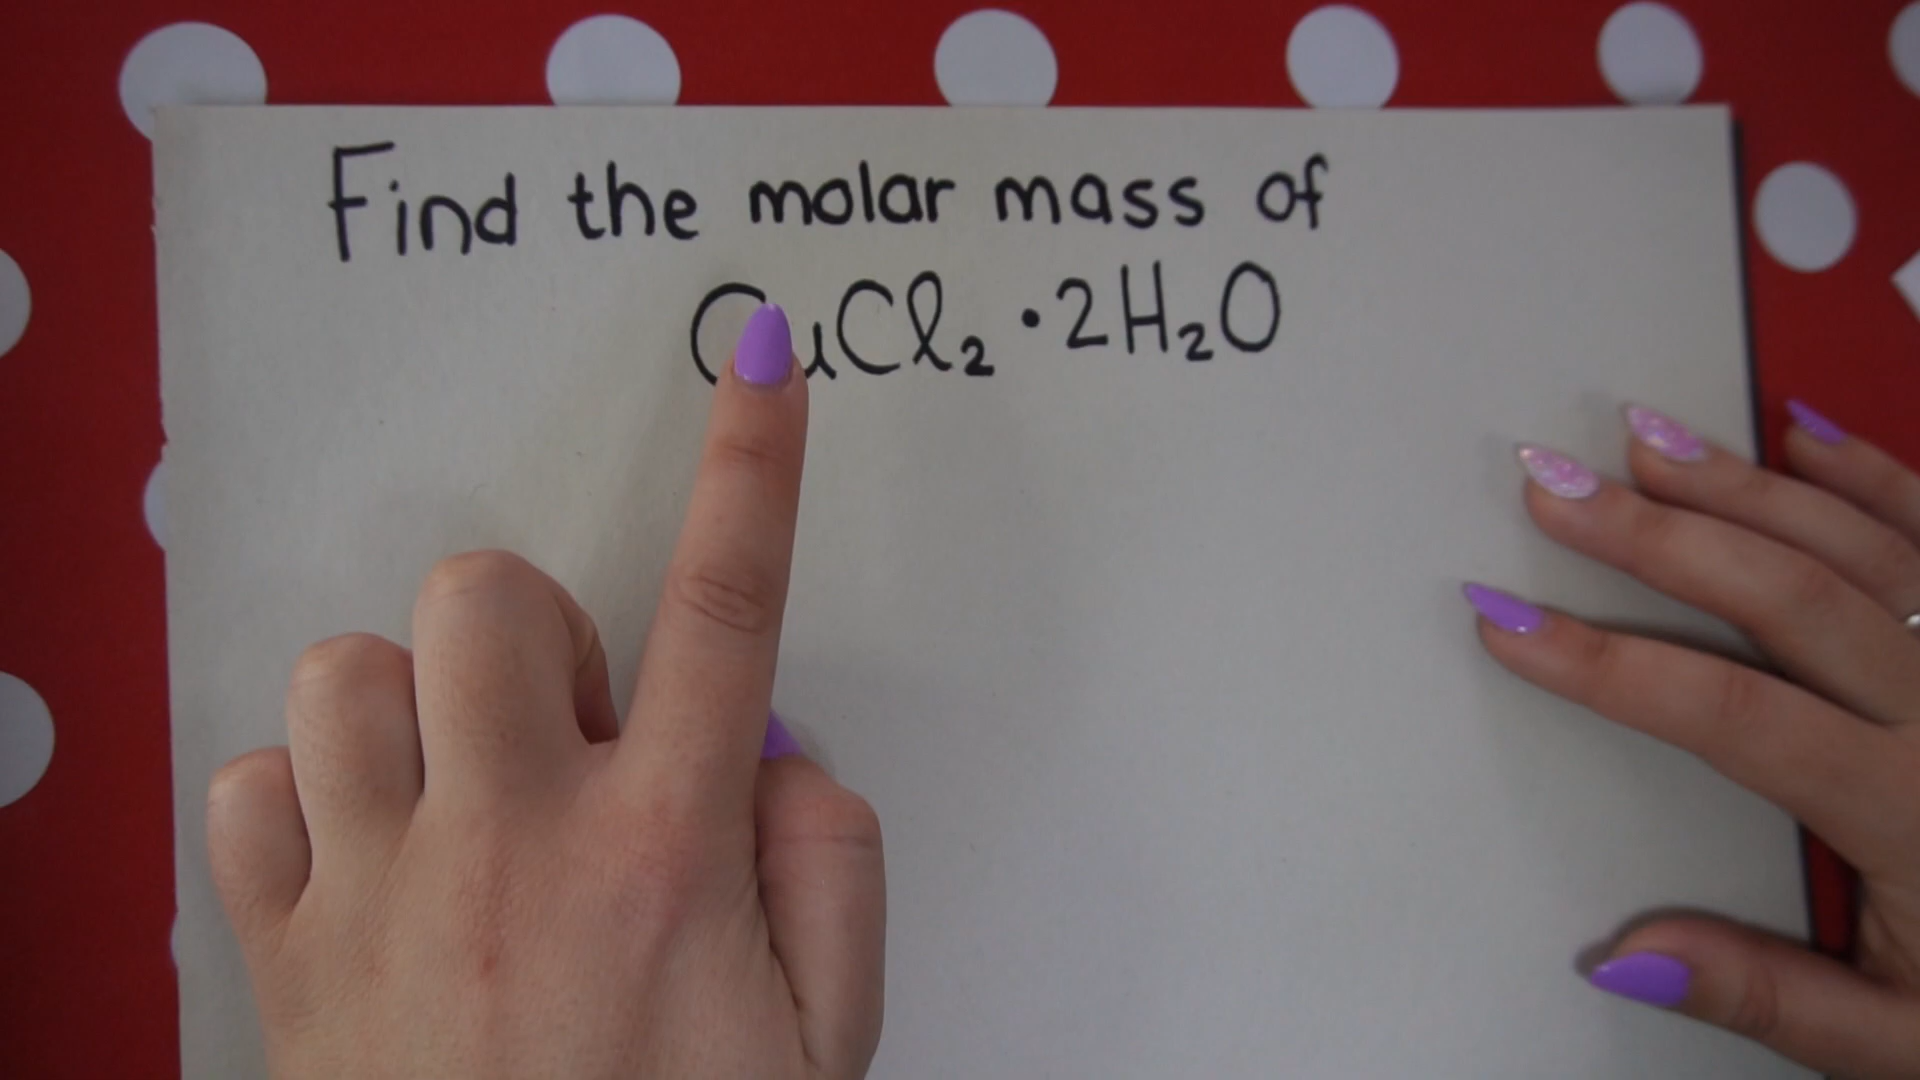 Find the molar mass of
CuCl₂ · 2H₂O